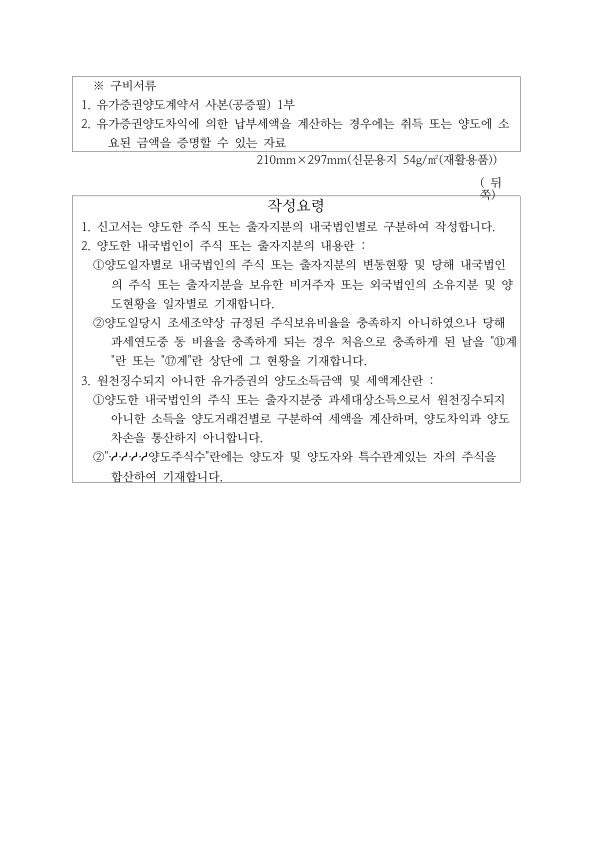 ※ 구비서류
1. 유가증권양도계약서 사본(공증필) 1부
2. 유가증권양도차익에 의한 납부세액을 계산하는 경우에는 취득 또는 양도에 소
요된 금액을 증명할 수 있는 자료
210mm×297mm(신문용지 54g/㎡(재활용품))
( 뒤
쪽)
작성요령
1. 신고서는 양도한 주식 또는 출자지분의 내국법인별로 구분하여 작성합니다.
2. 양도한 내국법인이 주식 또는 출자지분의 내용란 :
①양도일자별로 내국법인의 주식 또는 출자지분의 변동현황 및 당해 내국법인
의 주식 또는 출자지분을 보유한 비거주자 또는 외국법인의 소유지분 및 양
도현황을 일자별로 기재합니다.
②양도일당시 조세조약상 규정된 주식보유비율을 충족하지 아니하였으나 당해
과세연도중 동 비율을 충족하게 되는 경우 처음으로 충족하게 된 날을 "⑪계
"란 또는 "⑰계"란 상단에 그 현황을 기재합니다.
3. 원천징수되지 아니한 유가증권의 양도소득금액 및 세액계산란 :
①양도한 내국법인의 주식 또는 출자지분중 과세대상소득으로서 원천징수되지
아니한 소득을 양도거래건별로 구분하여 세액을 계산하며, 양도차익과 양도
차손을 통산하지 아니합니다.
②"양도주식수"란에는 양도자 및 양도자와 특수관계있는 자의 주식을
합산하여 기재합니다.